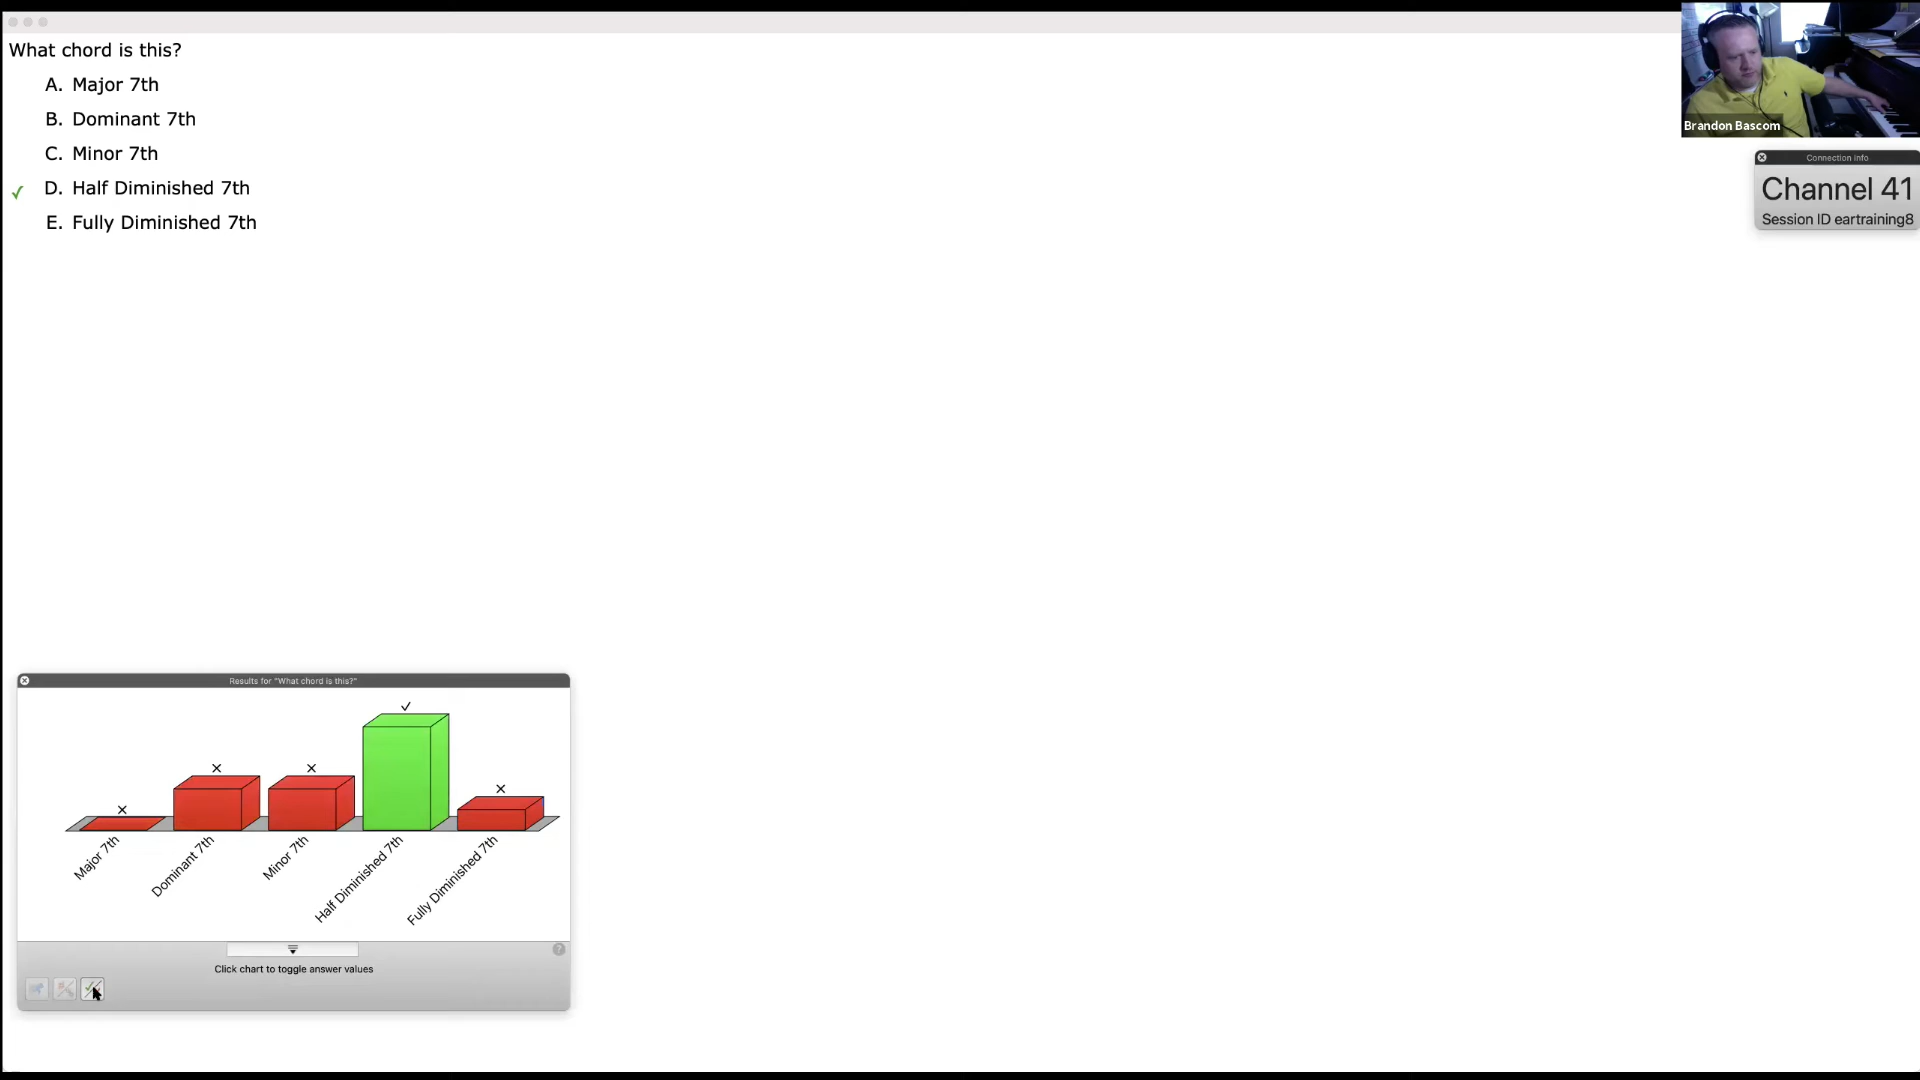 What chord is this?
A. Major 7th
B. Dominant 7th
C. Minor 7th
✓ D. Half Diminished 7th
E. Fully Diminished 7th
Brandon Bascom
Connection info
Channel 41
Session ID eartraining8
Results for "What chord is this?"
Major 7th
Dominant 7th
Minor 7th
Half Diminished 7th
Fully Diminished 7th
?
Click chart to toggle answer values